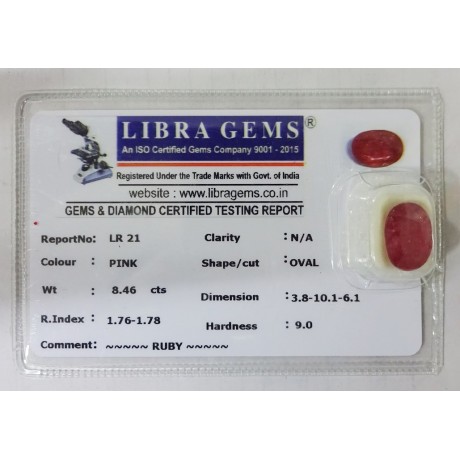 LIBRA GEMS ®
An ISO Certified Gems Company 9001 - 2015
Registered Under the Trade Marks with Govt. of India
website : www.libragems.co.in
GEMS & DIAMOND CERTIFIED TESTING REPORT
ReportNo: LR 21 Clarity : N/A
Colour : PINK Shape/cut : OVAL
Wt : 8.46 cts Dimension : 3.8-10.1-6.1
R.Index : 1.76-1.78 Hardness : 9.0
Comment: ~~~~~ RUBY ~~~~~